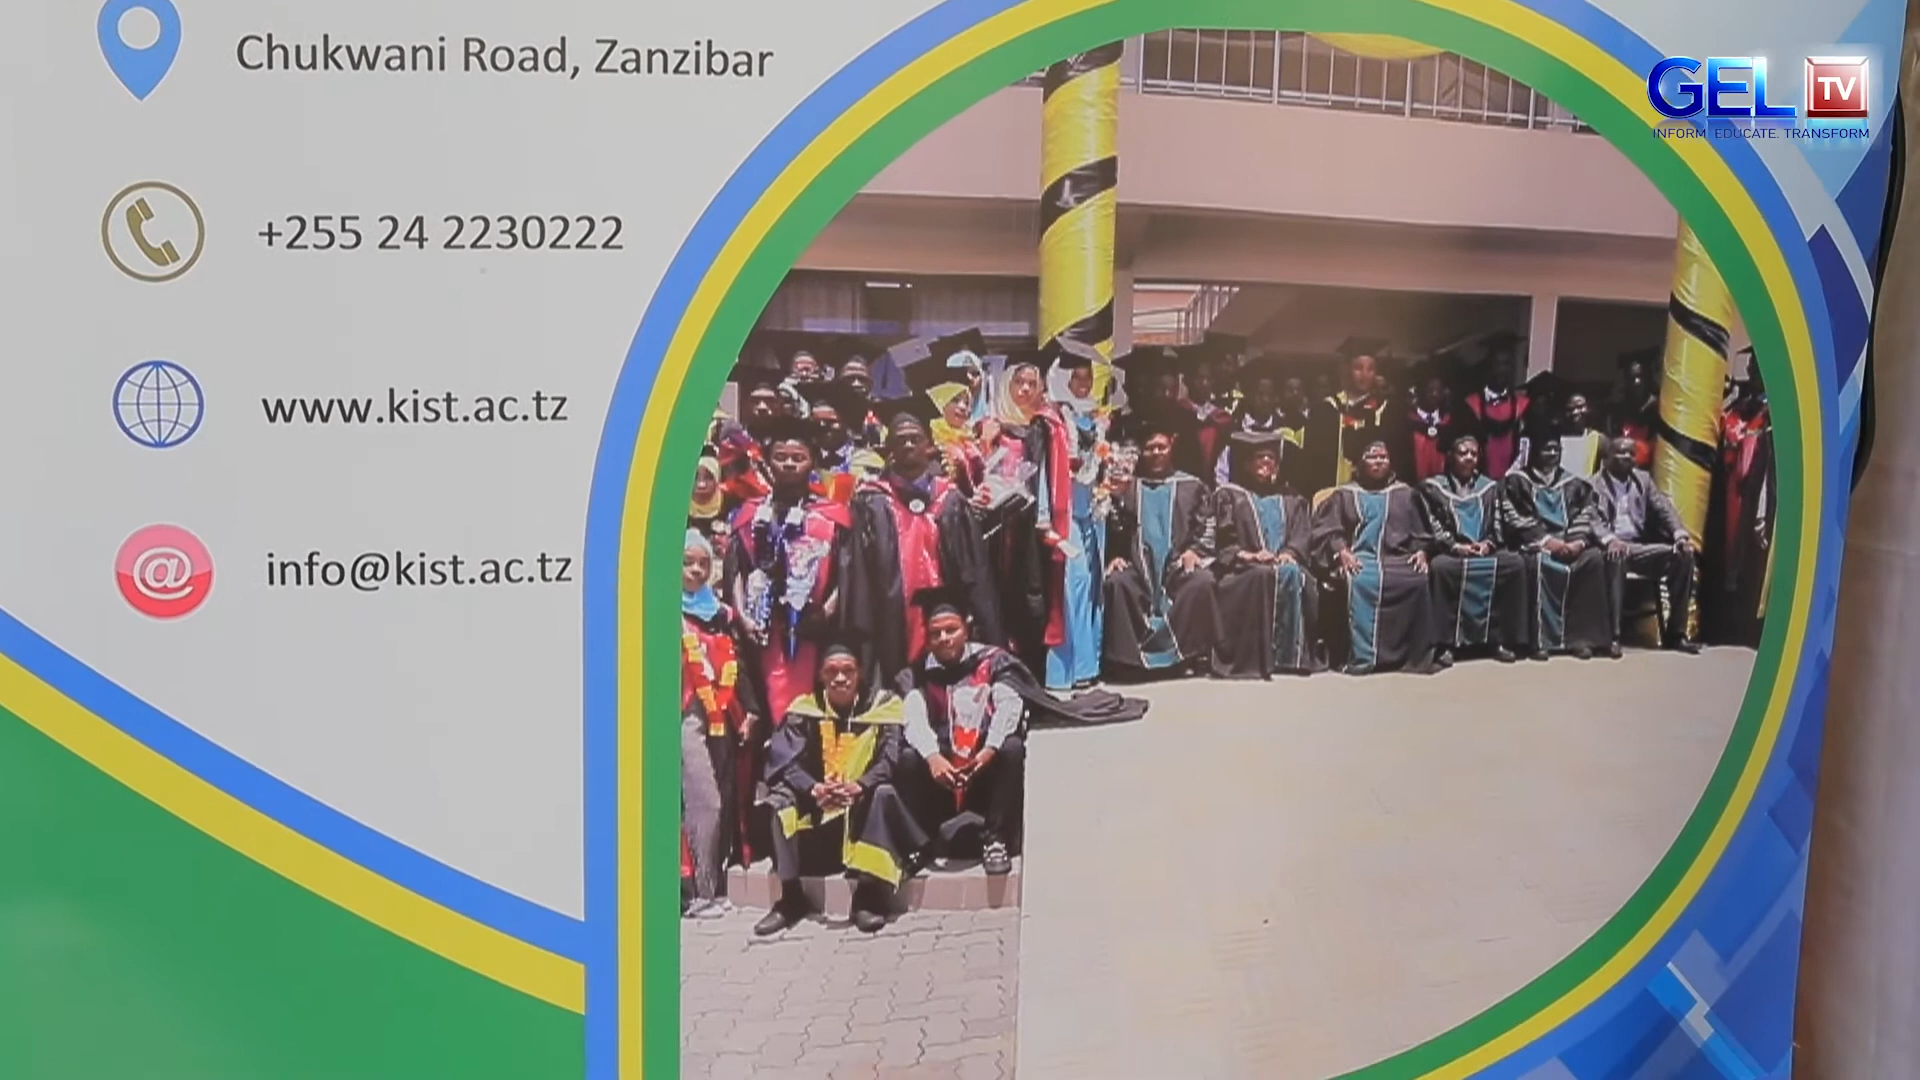 Chukwani Road, Zanzibar
+255 24 2230222
www.kist.ac.tz
info@kist.ac.tz
GEL TV
INFORM. EDUCATE. TRANSFORM